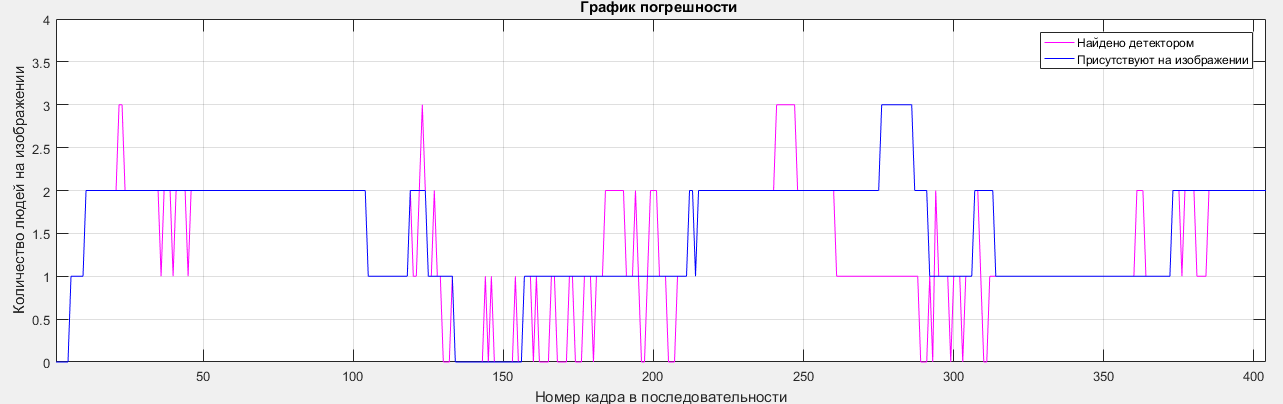 График погрешности
Количество людей на изображении
4
3.5
3
2.5
2
1.5
1
0.5
0
Найдено детектором
Присутствуют на изображении
50 100 150 200 250 300 350 400
Номер кадра в последовательности